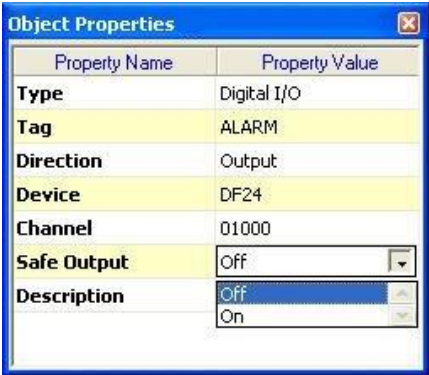 Object Properties
Property Name Property Value
Type Digital I/O
Tag ALARM
Direction Output
Device DF24
Channel 01000
Safe Output Off
Description Off
On